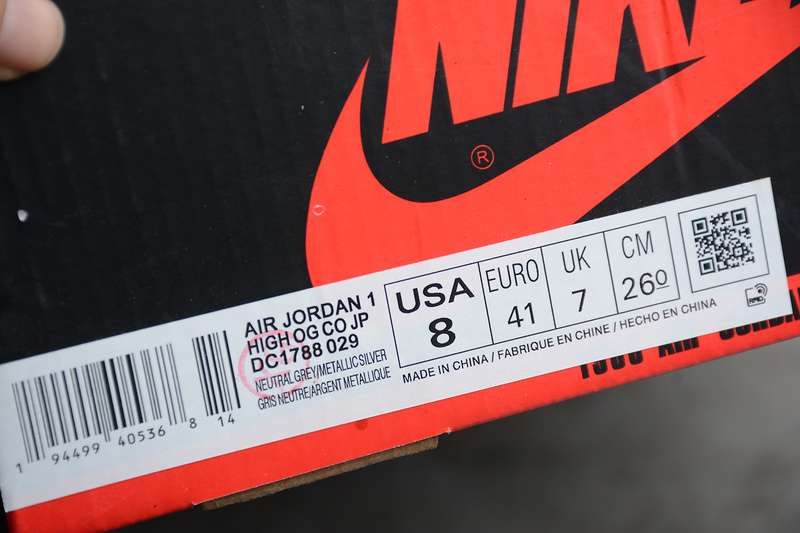 NIKE
®
AIR JORDAN 1
HIGH OG CO JP
DC1788 029
NEUTRAL GREY/METALLIC SILVER
GRIS NEUTRE/ARGENT METALLIQUE
USA
8
EURO
41
UK
7
CM
26º
MADE IN CHINA / FABRIQUE EN CHINE / HECHO EN CHINA
1 94499 40536 8 14